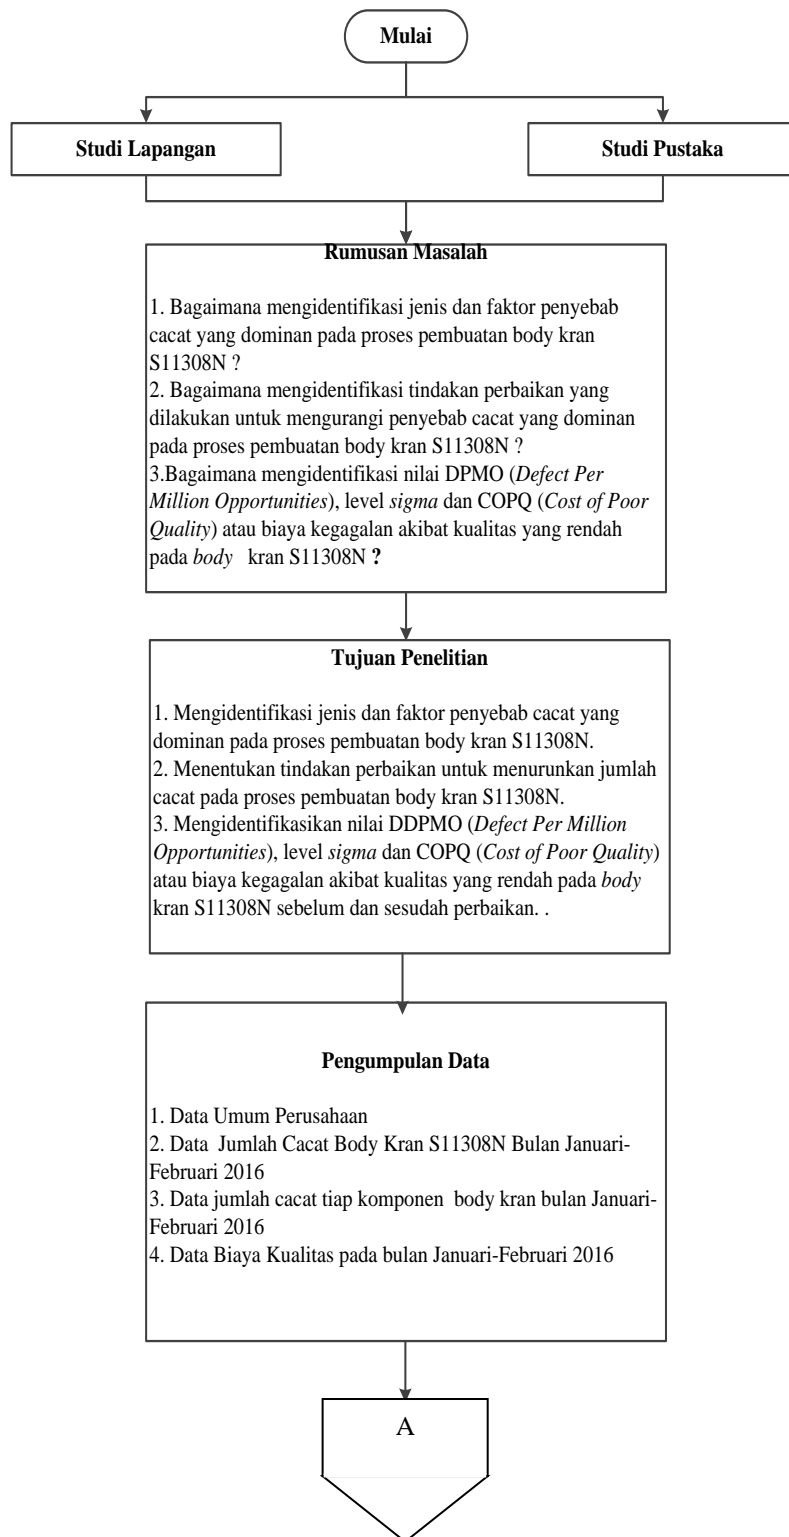 Mulai
Studi Lapangan
Studi Pustaka
Rumusan Masalah
1. Bagaimana mengidentifikasi jenis dan faktor penyebab
cacat yang dominan pada proses pembuatan body kran
S11308N ?
2. Bagaimana mengidentifikasi tindakan perbaikan yang
dilakukan untuk mengurangi penyebab cacat yang dominan
pada proses pembuatan body kran S11308N ?
3.Bagaimana mengidentifikasi nilai DPMO (Defect Per
Million Opportunities), level sigma dan COPQ (Cost of Poor
Quality) atau biaya kegagalan akibat kualitas yang rendah
pada body kran S11308N ?
Tujuan Penelitian
1. Mengidentifikasi jenis dan faktor penyebab cacat yang
dominan pada proses pembuatan body kran S11308N.
2. Menentukan tindakan perbaikan untuk menurunkan jumlah
cacat pada proses pembuatan body kran S11308N.
3. Mengidentifikasikan nilai DDPMO (Defect Per Million
Opportunities), level sigma dan COPQ (Cost of Poor Quality)
atau biaya kegagalan akibat kualitas yang rendah pada body
kran S11308N sebelum dan sesudah perbaikan. .
Pengumpulan Data
1. Data Umum Perusahaan
2. Data Jumlah Cacat Body Kran S11308N Bulan Januari-
Februari 2016
3. Data jumlah cacat tiap komponen body kran bulan Januari-
Februari 2016
4. Data Biaya Kualitas pada bulan Januari-Februari 2016
A